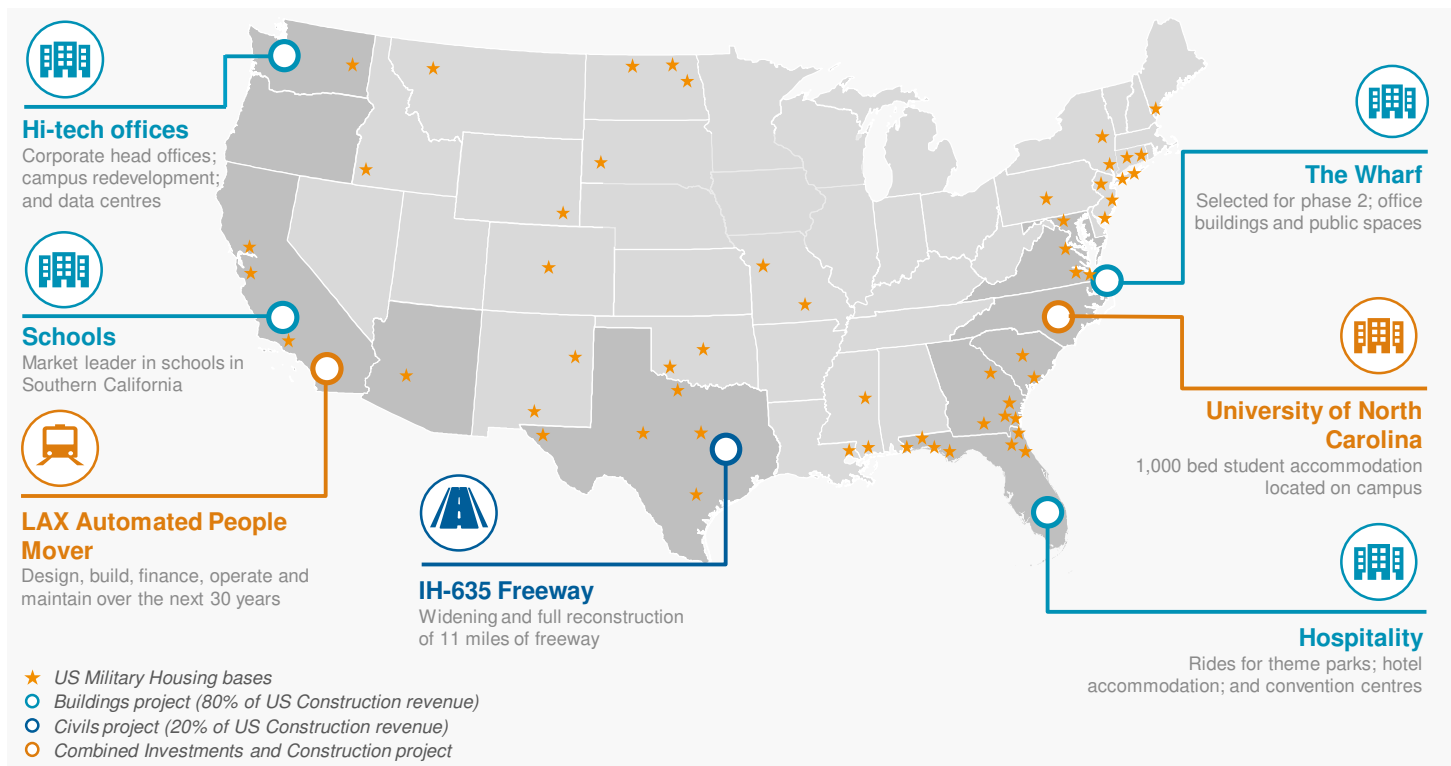 Hi-tech offices
Corporate head offices;
campus redevelopment;
and data centres
Schools
Market leader in schools in
Southern California
LAX Automated People
Mover
Design, build, finance, operate and
maintain over the next 30 years
IH-635 Freeway
Widening and full reconstruction
of 11 miles of freeway
The Wharf
Selected for phase 2; office
buildings and public spaces
University of North
Carolina
1,000 bed student accommodation
located on campus
Hospitality
Rides for theme parks; hotel
accommodation; and convention centres
US Military Housing bases
Buildings project (80% of US Construction revenue)
Civils project (20% of US Construction revenue)
Combined Investments and Construction project